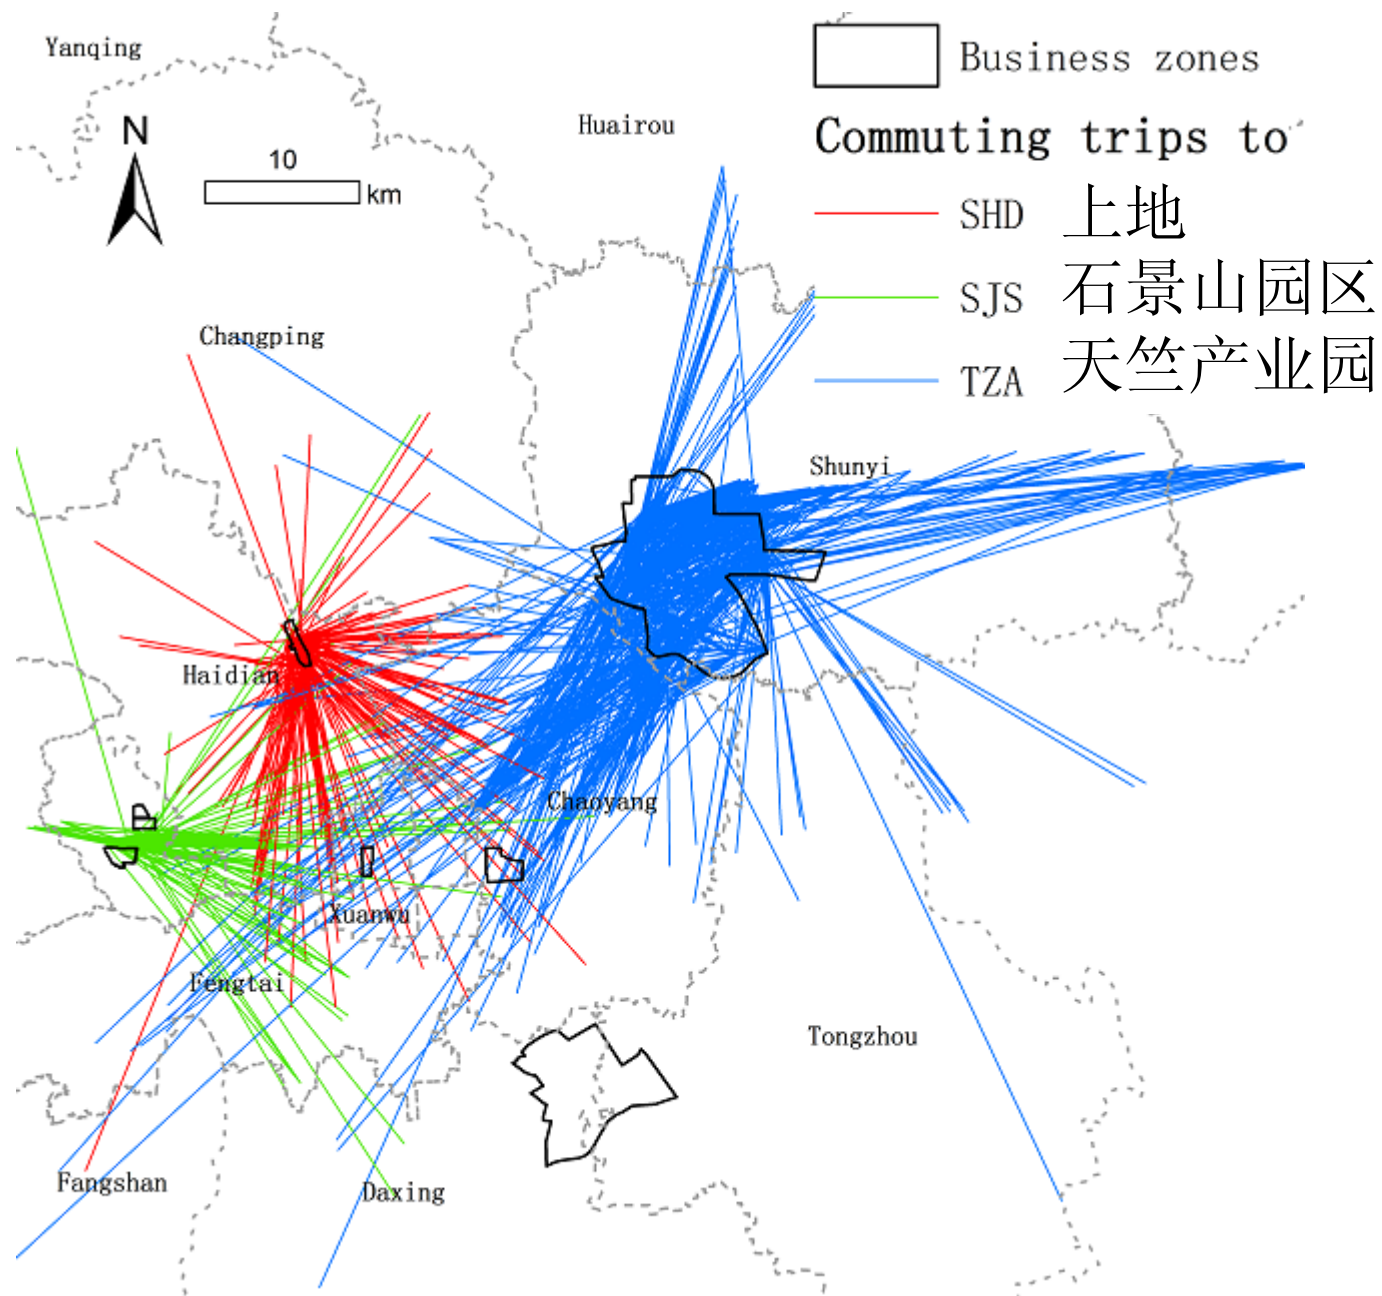 Yanqing
Business zones
Huairou
N
Commuting trips to
10
km
SHD 上地
SJS 石景山园区
Changping
TZA 天竺产业园
Shunyi
Haidian
Chaoyang
Xuanwu
Fengtai
Tongzhou
Fangshan
Daxing